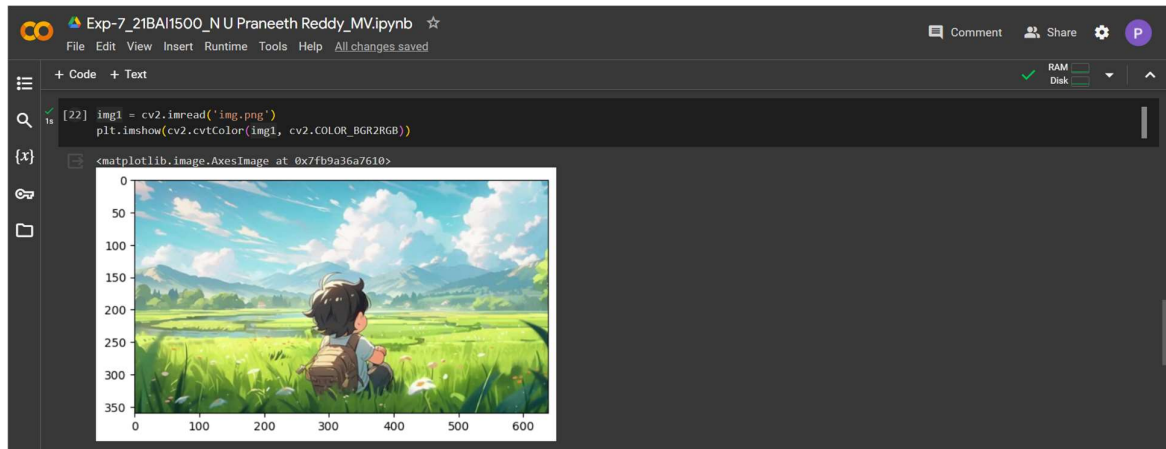 Exp-7_21BAI1500_N U Praneeth Reddy_MV.ipynb
File Edit View Insert Runtime Tools Help All changes saved
Comment Share P
+ Code + Text
RAM
Disk
1s [22] img1 = cv2.imread('img.png')
plt.imshow(cv2.cvtColor(img1, cv2.COLOR_BGR2RGB))
{x}
<matplotlib.image.AxesImage at 0x7fb9a36a7610>
0
50
100
150
200
250
300
350
0 100 200 300 400 500 600